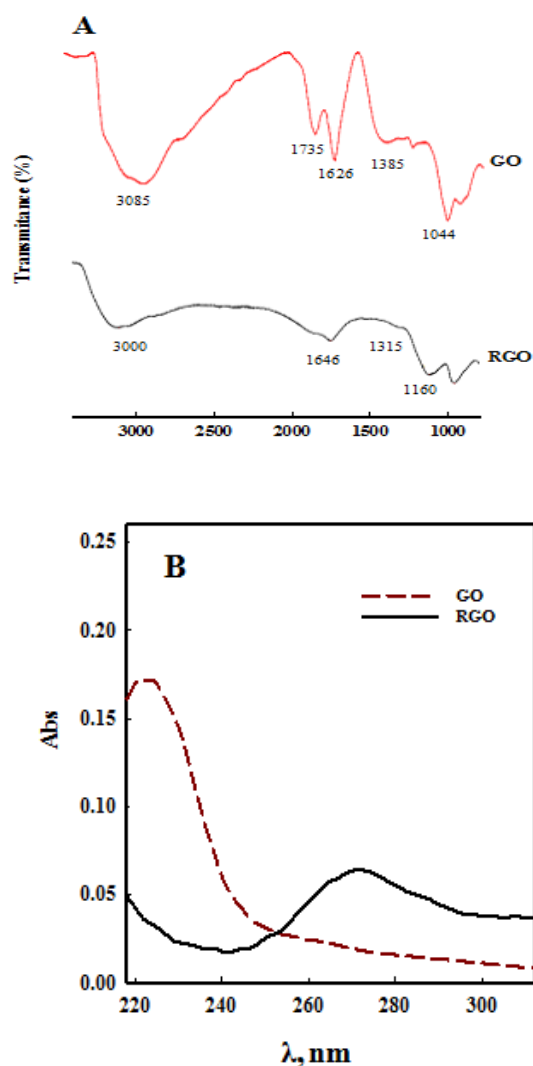 A
Transmitance (%)
1735
1626
1385
GO
3085
1044
3000
1646
1315
RGO
1160
3000 2500 2000 1500 1000
B
GO
RGO
0.25
0.20
0.15
0.10
0.05
0.00
Abs
220 240 260 280 300
λ, nm